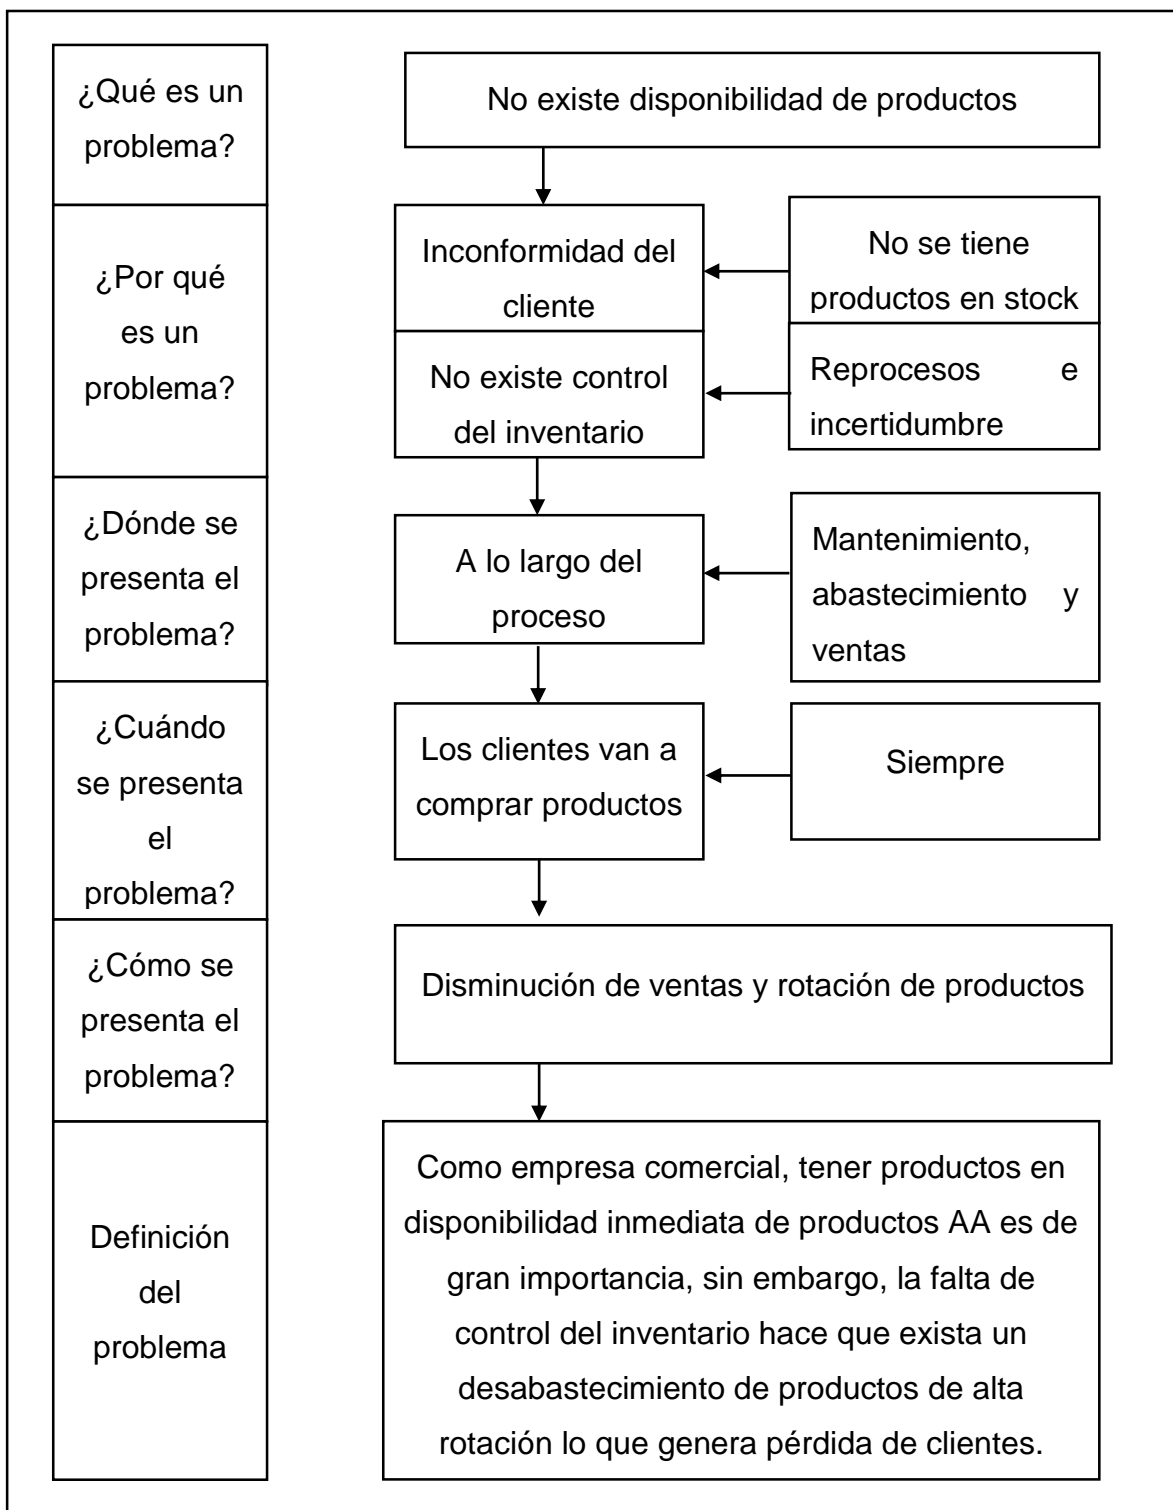 ¿Qué es un
problema?
No existe disponibilidad de productos
¿Por qué
es un
problema?
Inconformidad del
cliente
No se tiene
productos en stock
No existe control
del inventario
Reprocesos e
incertidumbre
¿Dónde se
presenta el
problema?
A lo largo del
proceso
Mantenimiento,
abastecimiento y
ventas
¿Cuándo
se presenta
el
problema?
Los clientes van a
comprar productos
Siempre
¿Cómo se
presenta el
problema?
Disminución de ventas y rotación de productos
Definición
del
problema
Como empresa comercial, tener productos en
disponibilidad inmediata de productos AA es de
gran importancia, sin embargo, la falta de
control del inventario hace que exista un
desabastecimiento de productos de alta
rotación lo que genera pérdida de clientes.